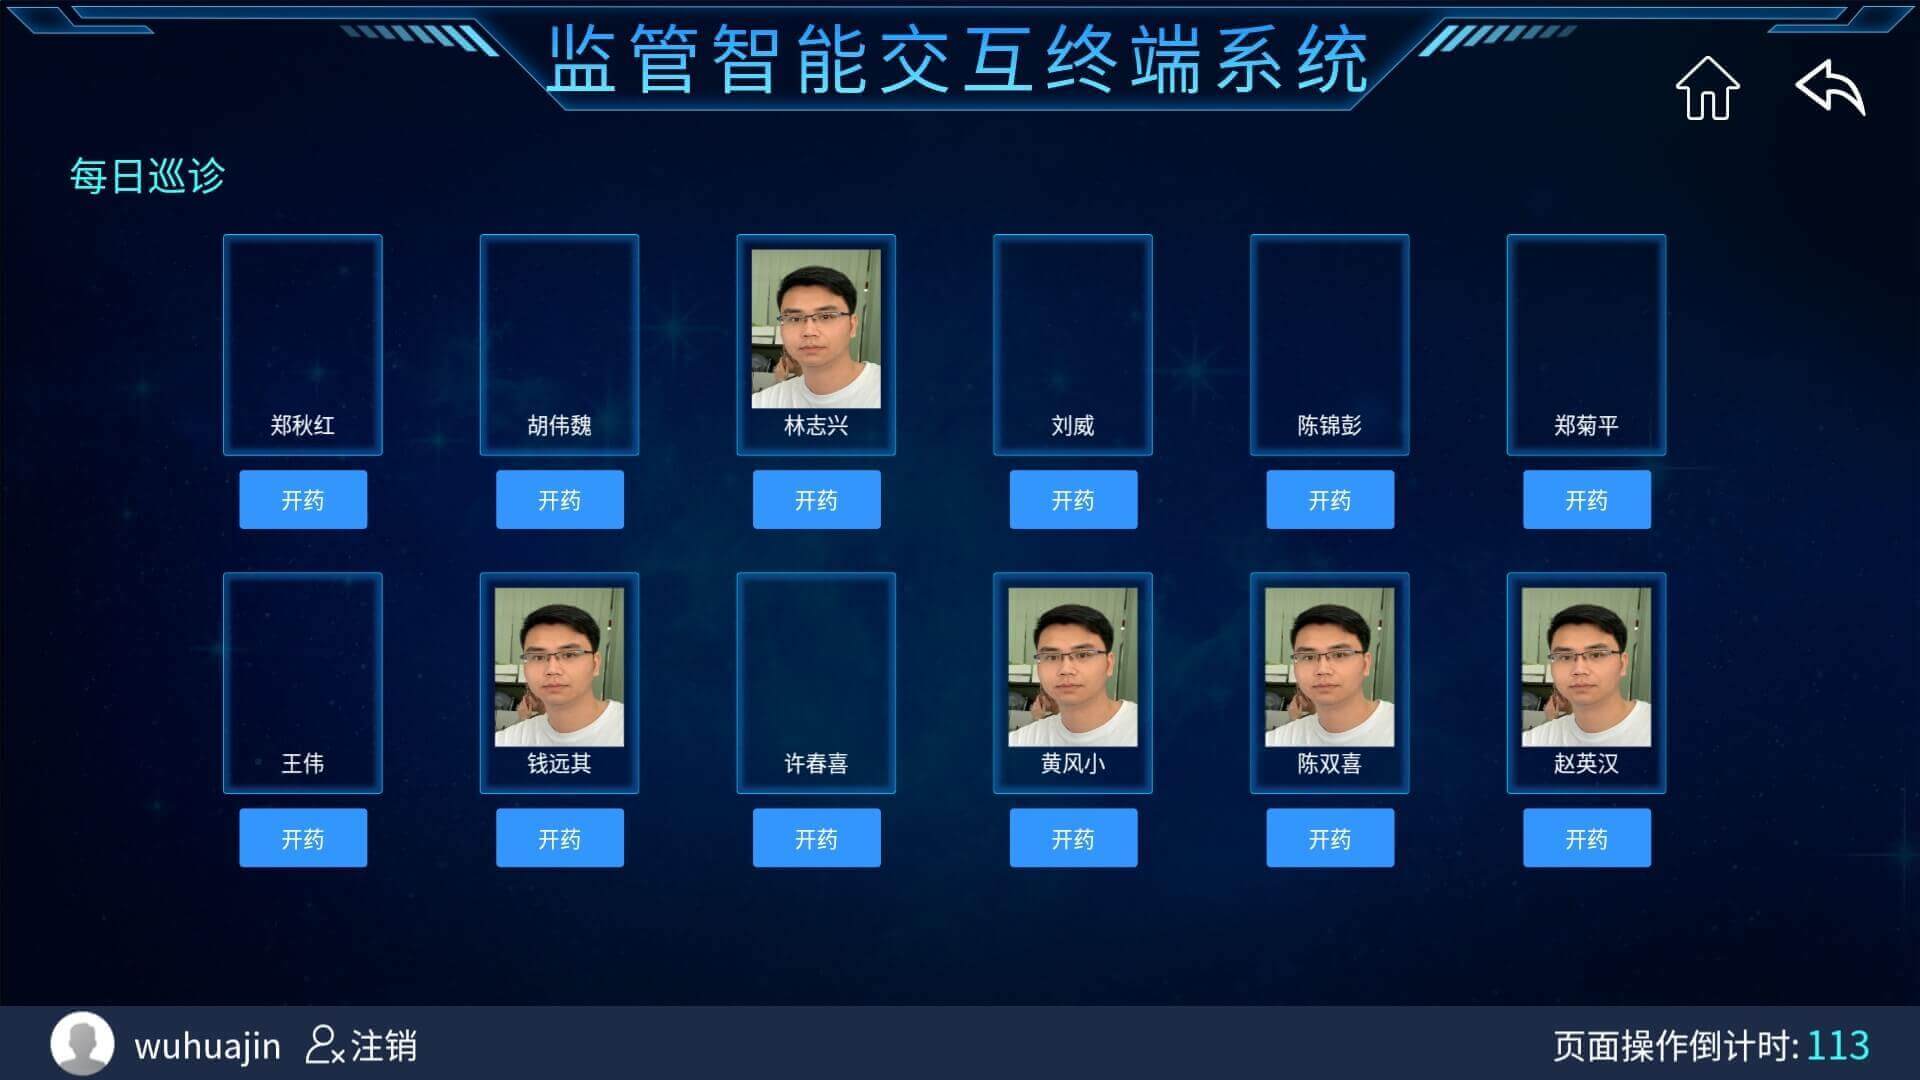 监管智能交互终端系统
每日巡诊
郑秋红 胡伟魏 林志兴 刘威 陈锦彭 郑菊平
开药 开药 开药 开药 开药 开药
王伟 钱远其 许春喜 黄风小 陈双喜 赵英汉
开药 开药 开药 开药 开药 开药
wuhuajin 注销 页面操作倒计时: 113